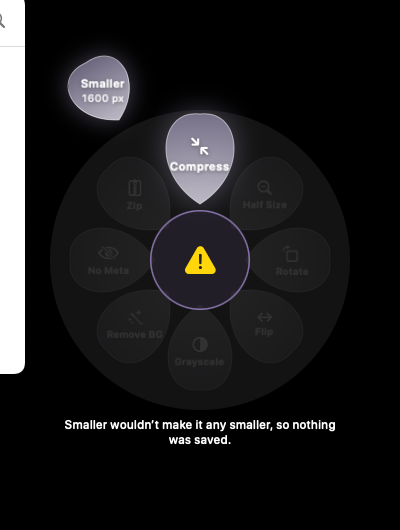 Smaller
1600 px
Compress
Zip
Half Size
No Meta
Rotate
Remove BG
Flip
Grayscale
Smaller wouldn't make it any smaller, so nothing
was saved.